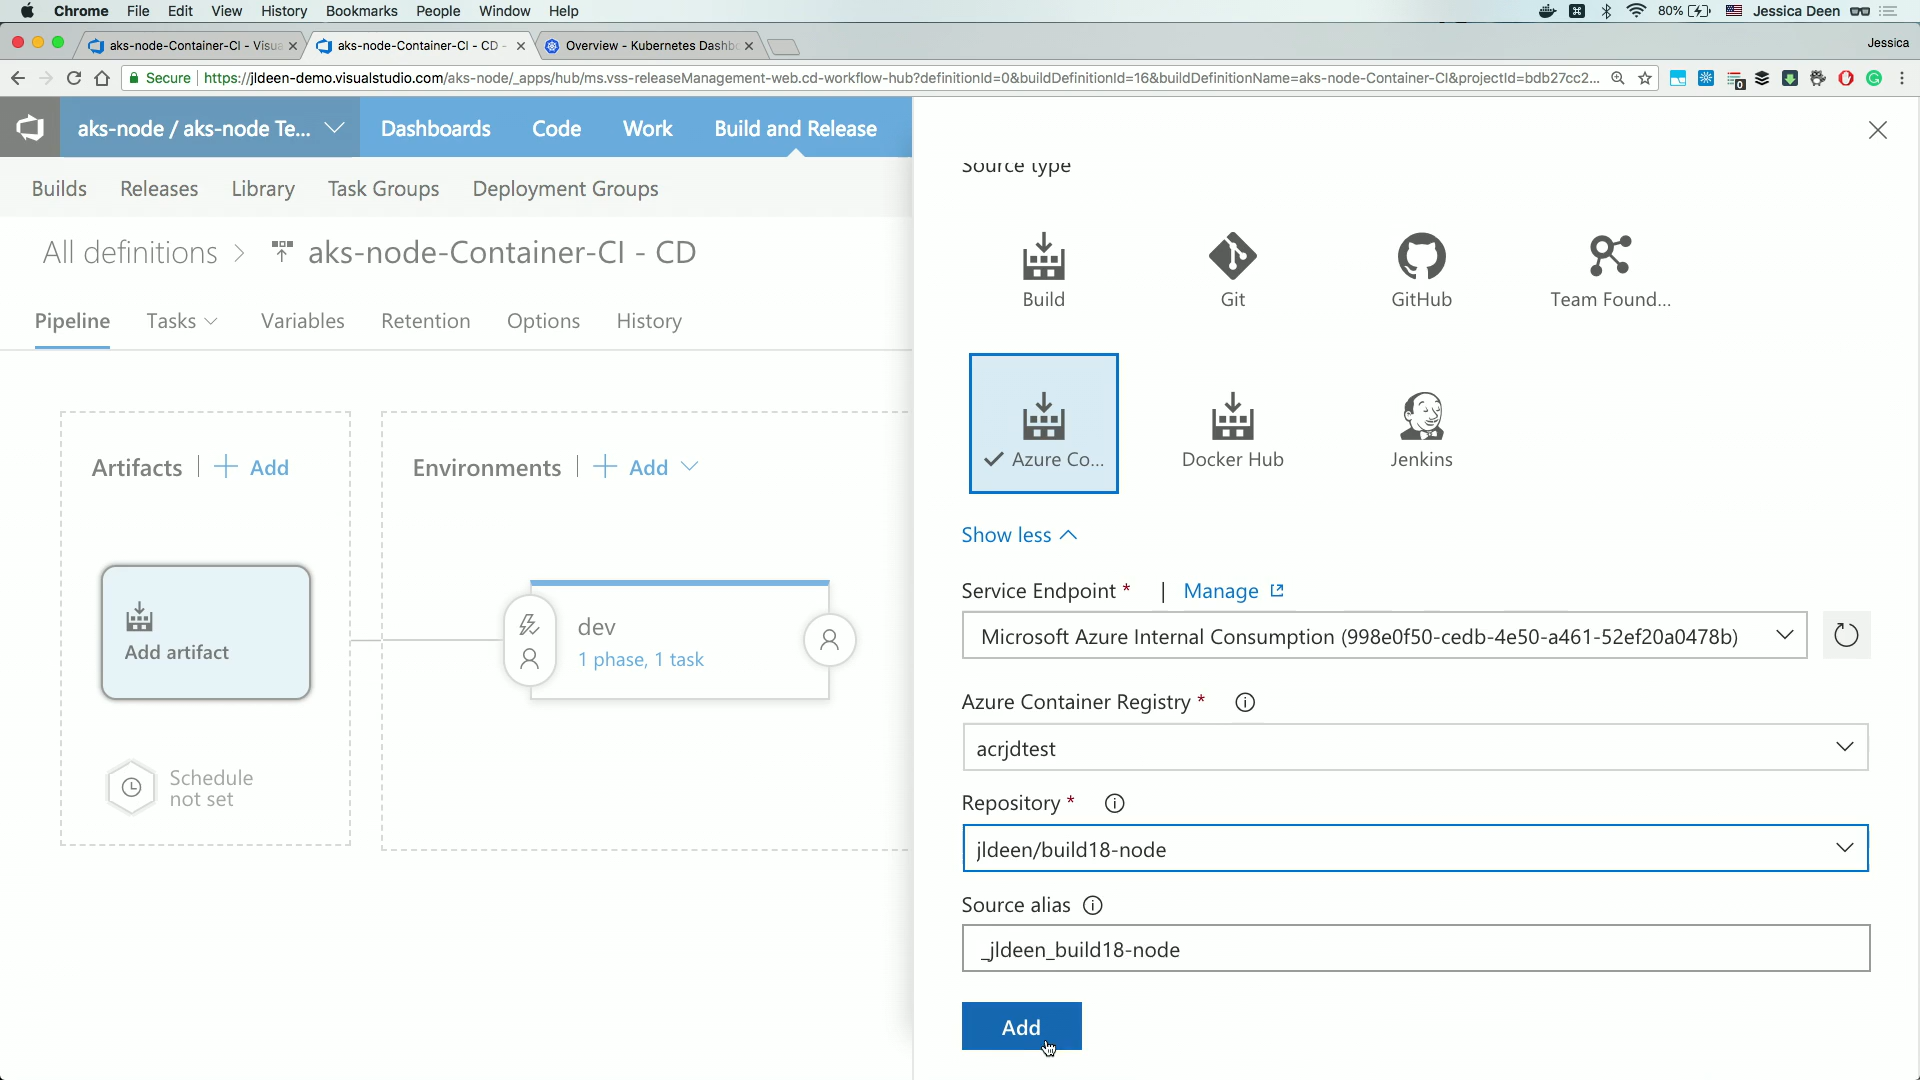 Chrome File Edit View History Bookmarks People Window Help 80% Jessica Deen
aks-node-Container-CI - Visua aks-node-Container-CI - CD - Overview - Kubernetes Dashbo Jessica
Secure https://jldeen-demo.visualstudio.com/aks-node/_apps/hub/ms.vss-releaseManagement-web.cd-workflow-hub?definitionId=0&buildDefinitionId=16&buildDefinitionName=aks-node-Container-CI&projectId=bdb27cc2... 0
aks-node / aks-node Te... Dashboards Code Work Build and Release
Builds Releases Library Task Groups Deployment Groups
All definitions > aks-node-Container-CI - CD
Pipeline Tasks Variables Retention Options History
Artifacts | + Add
Add artifact
Schedule
not set
Environments | + Add
dev
1 phase, 1 task
Source type
Build Git GitHub Team Found...
Azure Co... Docker Hub Jenkins
Show less
Service Endpoint * | Manage
Microsoft Azure Internal Consumption (998e0f50-cedb-4e50-a461-52ef20a0478b)
Azure Container Registry *
acrjdtest
Repository *
jldeen/build18-node
Source alias
_jldeen_build18-node
Add